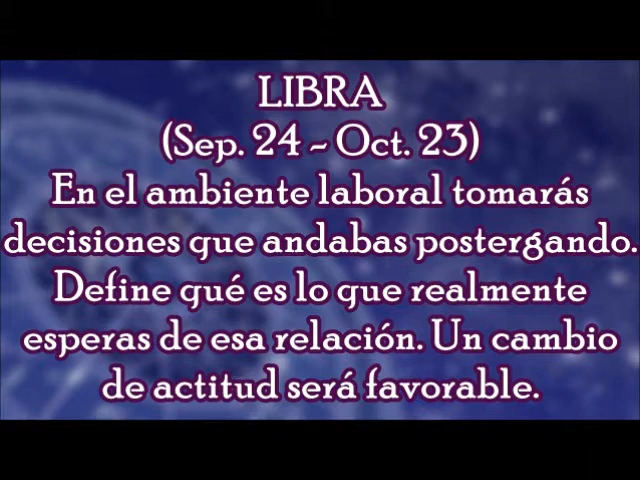 LIBRA
(Sep. 24 - Oct. 23)
En el ambiente laboral tomarás
decisiones que andabas postergando.
Define qué es lo que realmente
esperas de esa relación. Un cambio
de actitud será favorable.